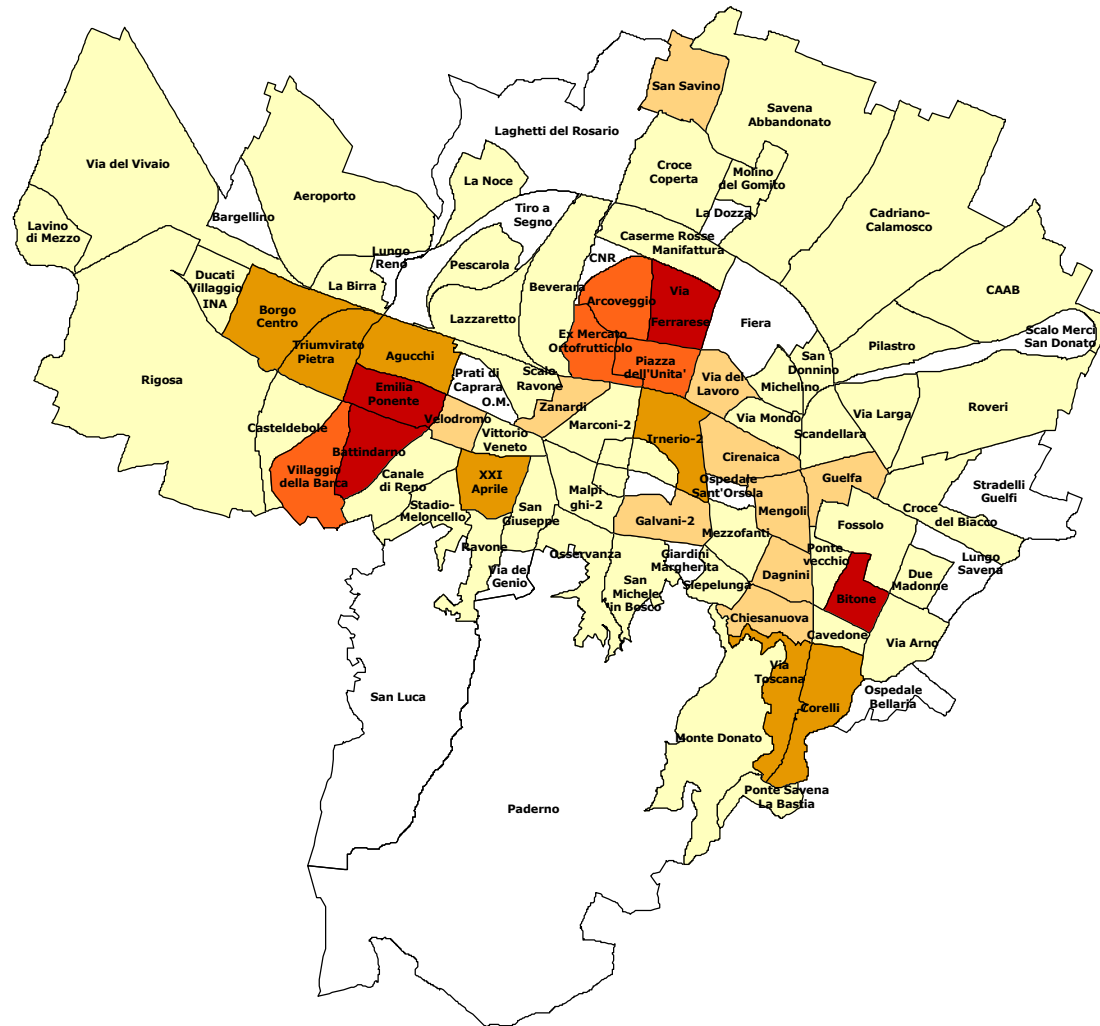 San Savino
Savena
Abbandonato
Laghetti del Rosario
Via del Vivaio
Croce
Coperta
Molino
del Gomito
La Noce
Aeroporto
Bargellino
Tiro a
Segno
La Dozza
Cadriano-
Calamosco
Lavino
di Mezzo
Lungo
Reno
Caserme Rosse
Manifattura
CNR
Pescarola
Ducati
Villaggio
INA
La Birra
Beverara
Arcoveggio
Via
Ferrarese
CAAB
Borgo
Centro
Lazzaretto
Fiera
Scalo Merci
San Donato
Ex Mercato
Ortofrutticolo
Pilastro
Triumvirato
Pietra
Agucchi
Piazza
dell'Unita'
San
Donnino
Rigosa
Prati di
Caprara
O.M.
Scalo
Ravone
Via del
Lavoro
Michelino
Emilia
Ponente
Zanardi
Roveri
Casteldebole
Velodromo
Marconi-2
Via Mondo
Via Larga
Vittorio
Veneto
Irnerio-2
Scandellara
Battindarno
Cirenaica
Villaggio
della Barca
Canale
di Reno
XXI
Aprile
Malpi
ghi-2
Ospedale
Sant'Orsola
Guelfa
Stradelli
Guelfi
Stadio-
Meloncello
San
Giuseppe
Mengoli
Croce
del Biacco
Galvani-2
Mezzofanti
Fossolo
Ravone
Osservanza
Giardini
Margherita
Ponte
vecchio
Lungo
Savena
Via del
Genio
Siepelunga
Dagnini
Due
Madonne
San
Michele
in Bosco
Bitone
Chiesanuova
Cavedone
Via Arno
San Luca
Via
Toscana
Ospedale
Bellaria
Corelli
Monte Donato
Ponte Savena
La Bastia
Paderno